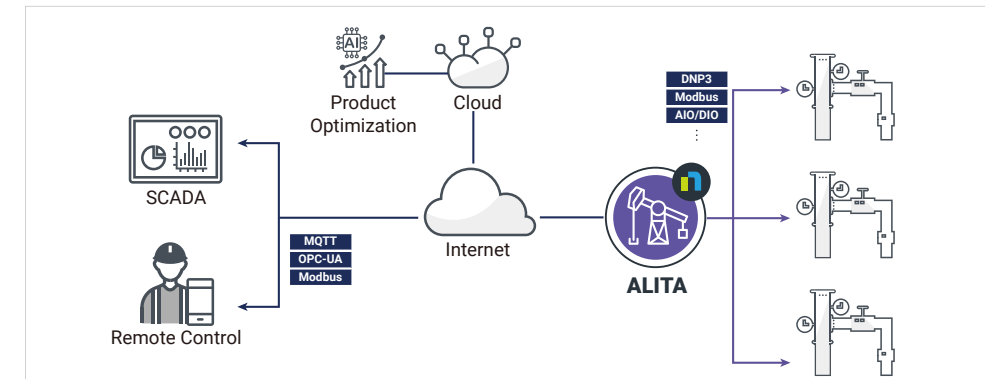 AI
Product
Optimization
Cloud
DNP3
Modbus
AIO/DIO
⋮
SCADA
Internet
MQTT
OPC-UA
Modbus
n
ALITA
Remote Control